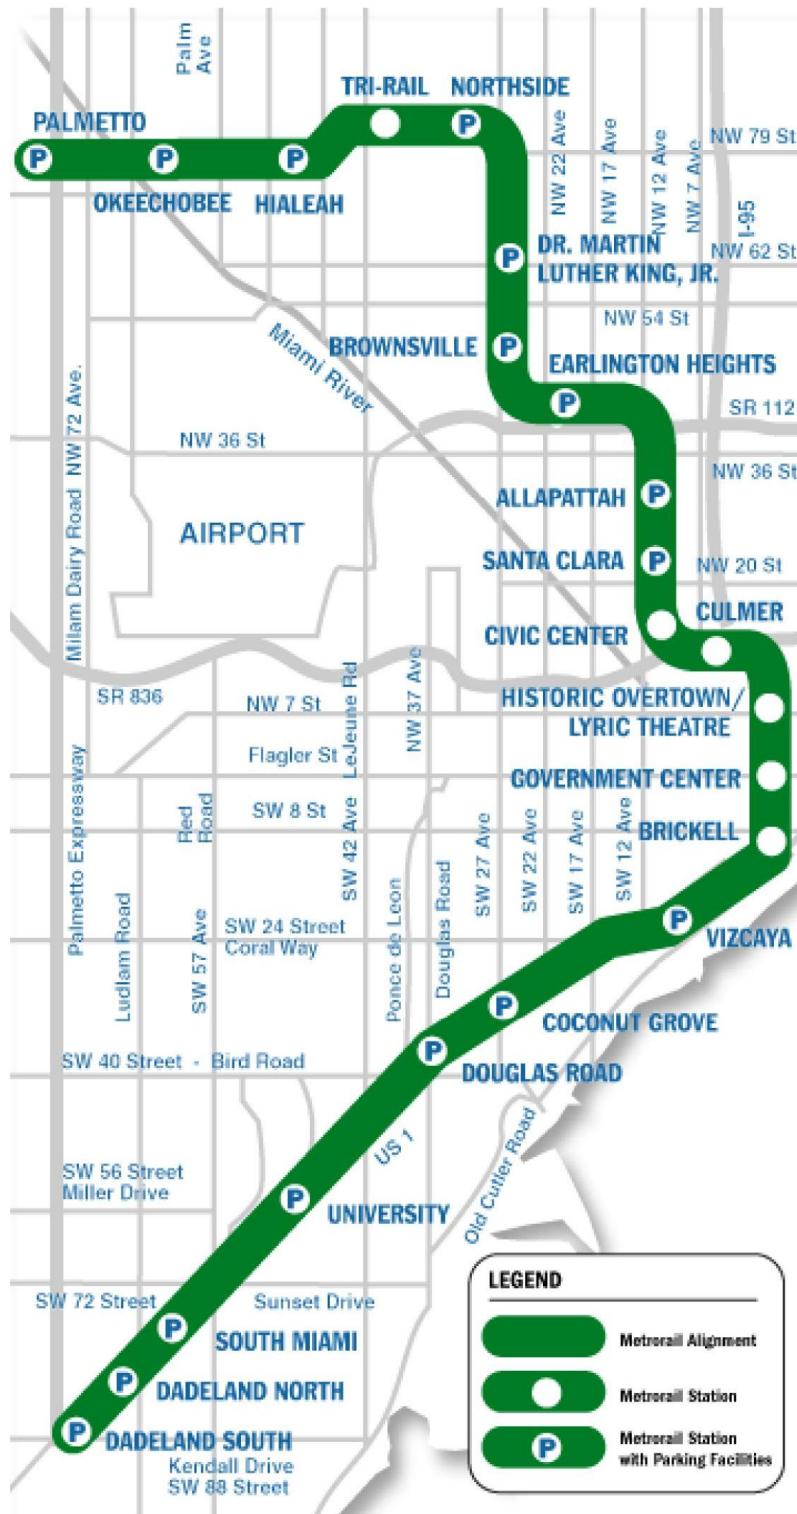 Palm
Ave
TRI-RAIL
NORTHSIDE
PALMETTO
P
P
P
P
OKEECHOBEE
HIALEAH
NW 22 Ave
NW 17 Ave
NW 12 Ave
NW 7 Ave
NW 79 St
I-95
P
DR. MARTIN
LUTHER KING, JR.
NW 62 St
NW 54 St
Miami River
BROWNSVILLE
P
EARLINGTON HEIGHTS
P
SR 112
NW 36 St
NW 36 St
Milam Dairy Road NW 72 Ave.
ALLAPATTAH
P
AIRPORT
SANTA CLARA
P
NW 20 St
CULMER
CIVIC CENTER
SR 836
NW 7 St
LeJeune Rd
NW 37 Ave
HISTORIC OVERTOWN/
LYRIC THEATRE
Flagler St
GOVERNMENT CENTER
Palmetto Expressway
Red
Road
SW 8 St
SW 42 Ave
SW 27 Ave
SW 22 Ave
SW 17 Ave
SW 12 Ave
BRICKELL
Ludlam Road
SW 57 Ave
SW 24 Street
Coral Way
Ponce de Leon
Douglas Road
P
VIZCAYA
P
COCONUT GROVE
P
DOUGLAS ROAD
SW 40 Street - Bird Road
US 1
Old Cutler Road
SW 56 Street
Miller Drive
P
UNIVERSITY
SW 72 Street
Sunset Drive
P
SOUTH MIAMI
P
DADELAND NORTH
P
DADELAND SOUTH
Kendall Drive
SW 88 Street
LEGEND
Metrorail Alignment
Metrorail Station
P
Metrorail Station
with Parking Facilities